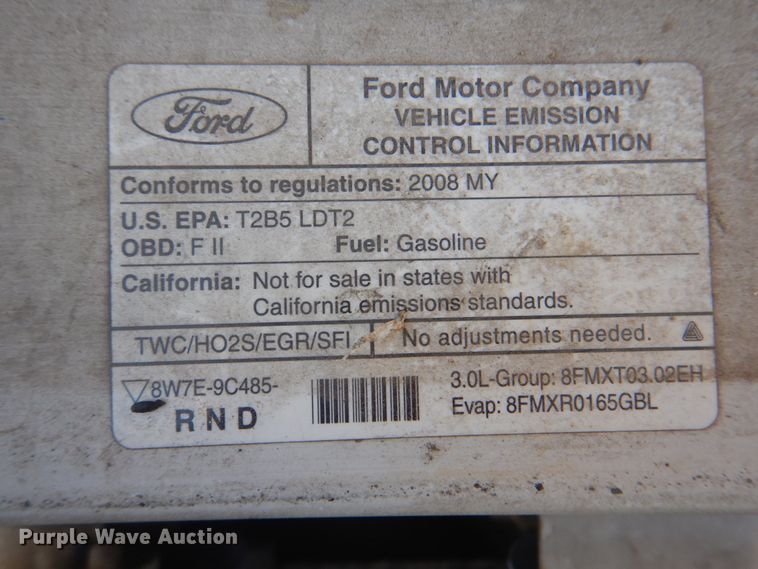 Ford
Ford Motor Company
VEHICLE EMISSION
CONTROL INFORMATION
Conforms to regulations: 2008 MY
U.S. EPA: T2B5 LDT2
OBD: F II Fuel: Gasoline
California: Not for sale in states with
California emissions standards.
TWC/HO2S/EGR/SFI
No adjustments needed.
8W7E-9C485-
RND
3.0L-Group: 8FMXT03.02EH
Evap: 8FMXR0165GBL
Purple Wave Auction